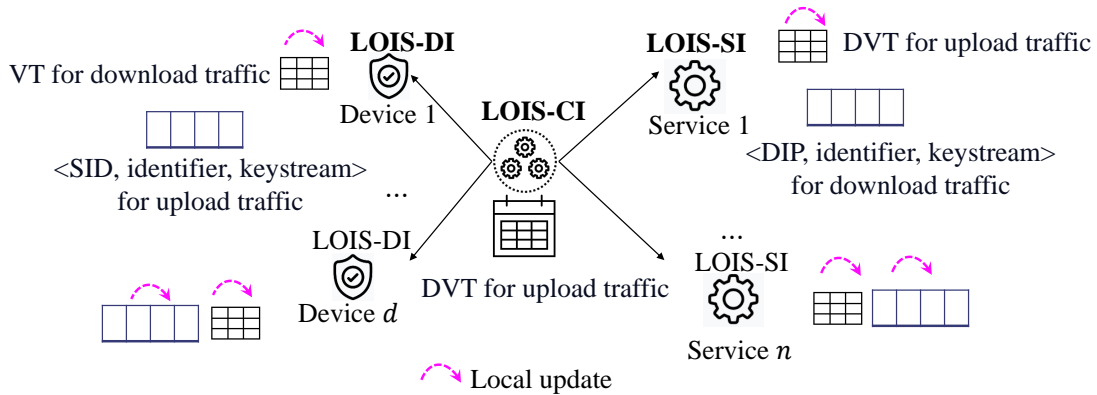 LOIS-DI
VT for download traffic
Device 1
<SID, identifier, keystream>
for upload traffic
LOIS-CI
LOIS-SI
DVT for upload traffic
Service 1
<DIP, identifier, keystream>
for download traffic
...
LOIS-DI
Device d
DVT for upload traffic
...
LOIS-SI
Service n
Local update